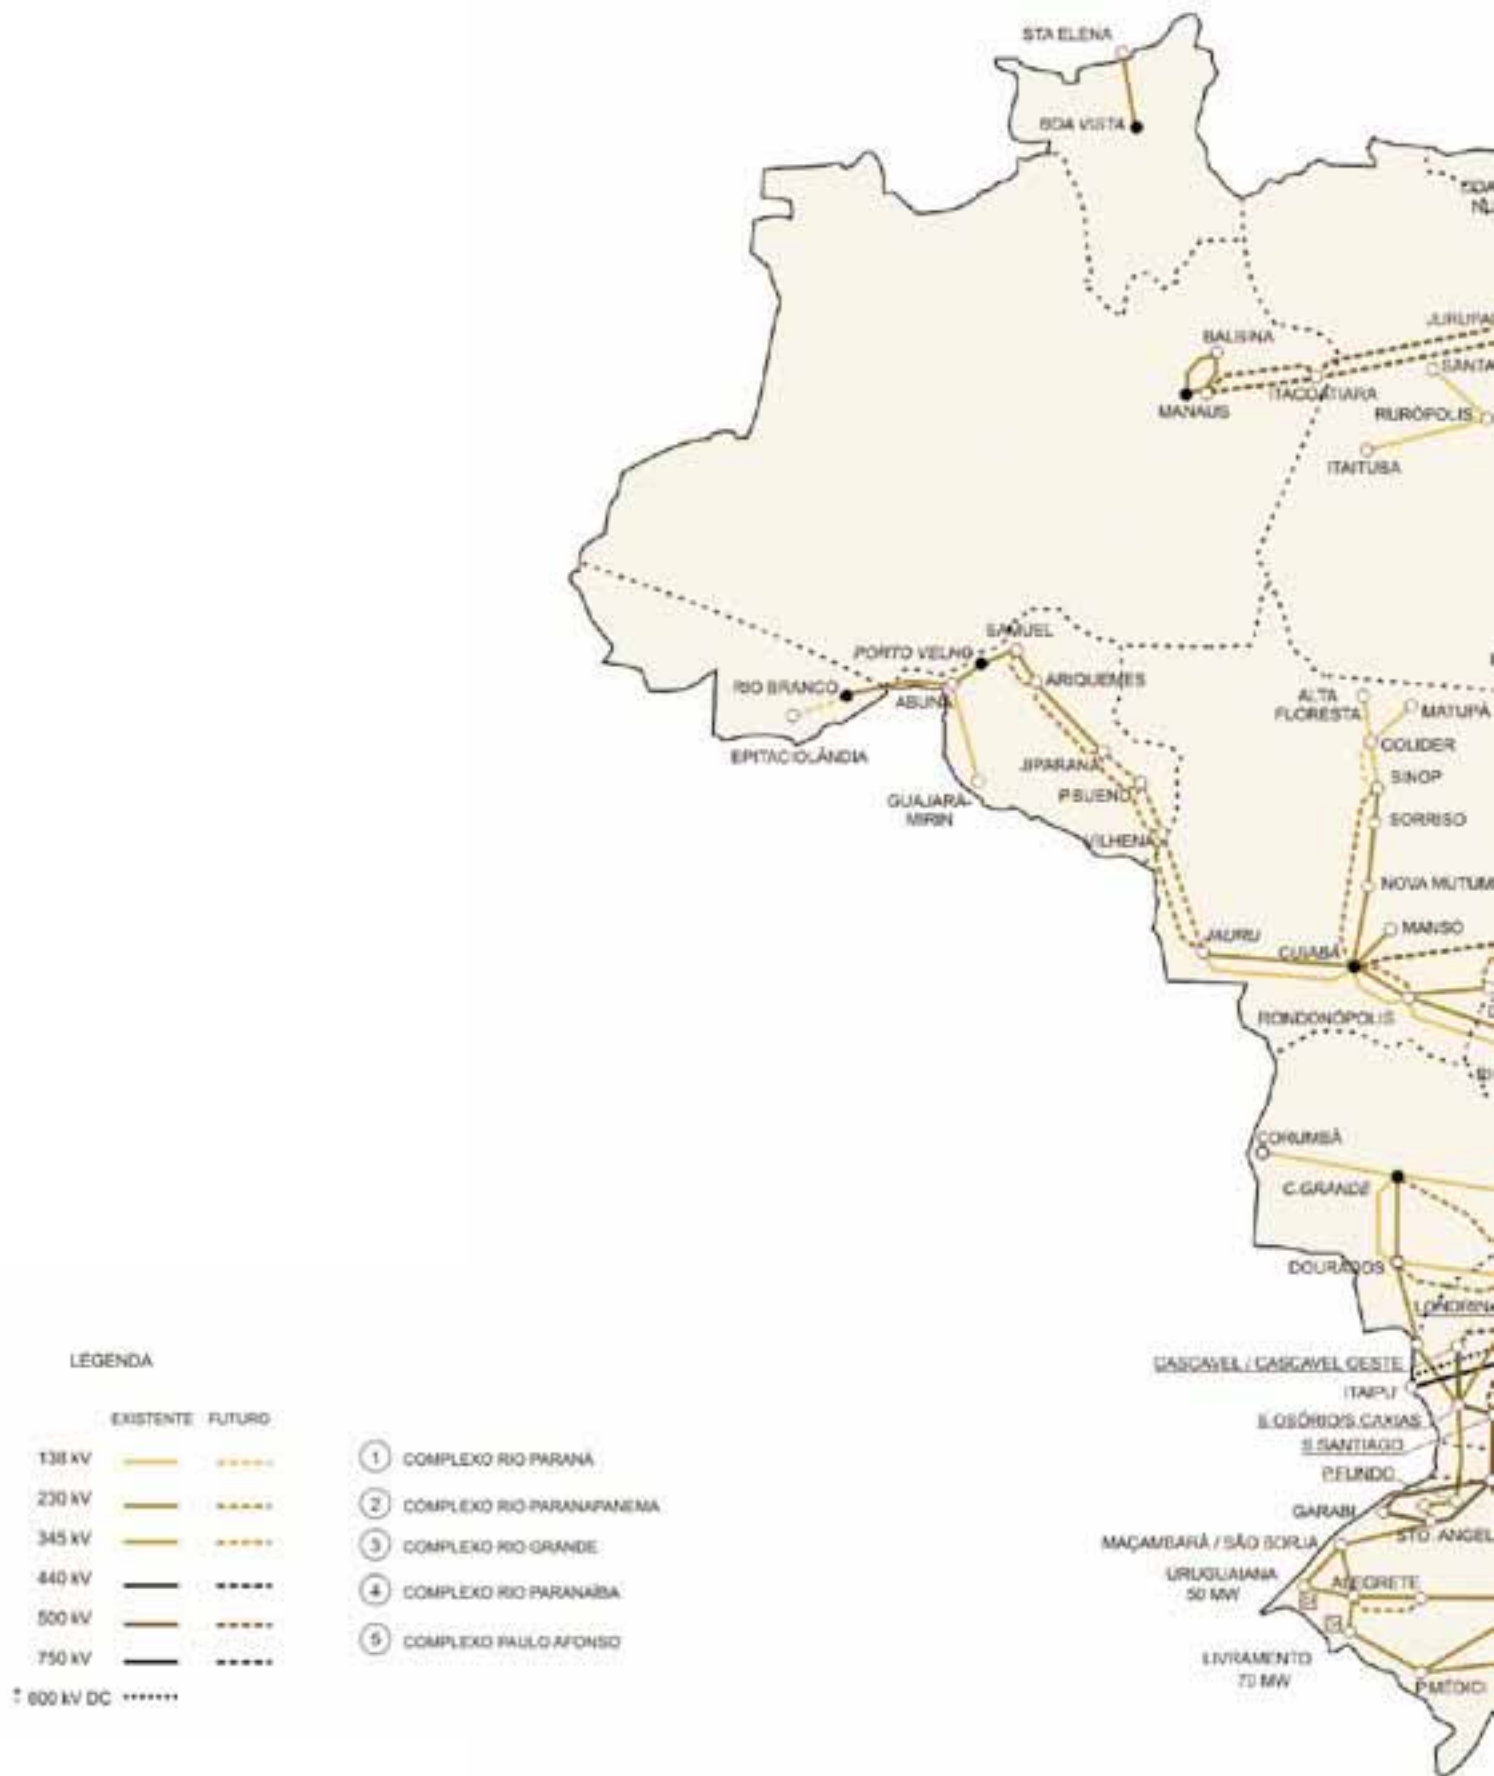 STA ELENA
BOA VISTA
BALBINA
MANAUS
ITACOATIARA
SANTA
RURÓPOLIS
ITAITUBA
SAMUEL
PORTO VELHO
ARIQUEMES
RIO BRANCO
ABUNÃ
EPITACIOLÂNDIA
JIPARANÁ
P.BUENO
GUAJARÁ-
MIRIN
VILHENA
ALTA
FLORESTA
MATUPÁ
COLIDER
SINOP
SORRISO
NOVA MUTUM
MANSO
JAURU
CUIABÁ
RONDONÓPOLIS
CORUMBÁ
C.GRANDE
DOURADOS
LONDRINA
CASCAVEL / CASCAVEL OESTE
ITAIPU
S.OSÓRIO/S.CAXIAS
S.SANTIAGO
P.FUNDO
GARABI
STO. ANGEL
MAÇAMBARÁ / SÃO BORJA
URUGUAIANA
50 MW
ALEGRETE
LIVRAMENTO
70 MW
P.MÉDICI
LEGENDA
EXISTENTE FUTURO
138 kV
230 kV
345 kV
440 kV
500 kV
750 kV
± 600 kV DC
1 COMPLEXO RIO PARANÁ
2 COMPLEXO RIO PARANAPANEMA
3 COMPLEXO RIO GRANDE
4 COMPLEXO RIO PARANAÍBA
5 COMPLEXO PAULO AFONSO